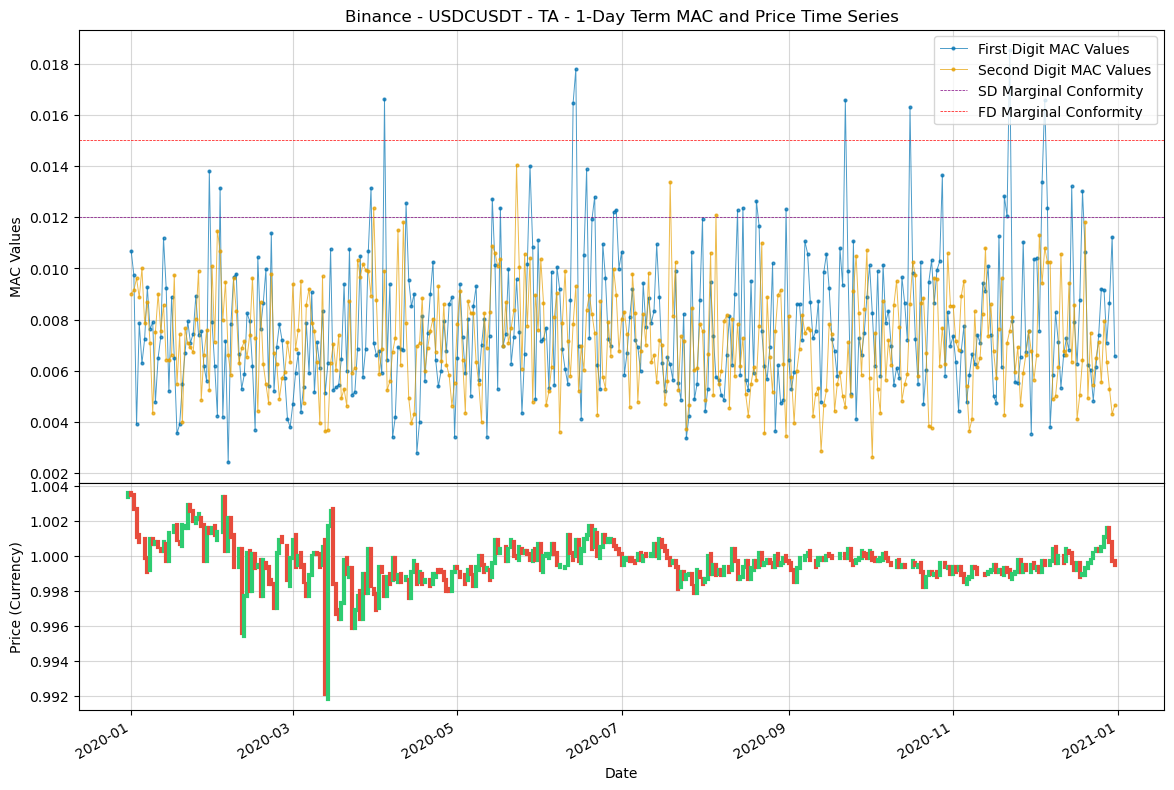 Binance - USDCUSDT - TA - 1-Day Term MAC and Price Time Series
First Digit MAC Values
Second Digit MAC Values
SD Marginal Conformity
FD Marginal Conformity
MAC Values
0.018
0.016
0.014
0.012
0.010
0.008
0.006
0.004
0.002
Price (Currency)
1.004
1.002
1.000
0.998
0.996
0.994
0.992
2020-01
2020-03
2020-05
2020-07
2020-09
2020-11
2021-01
Date